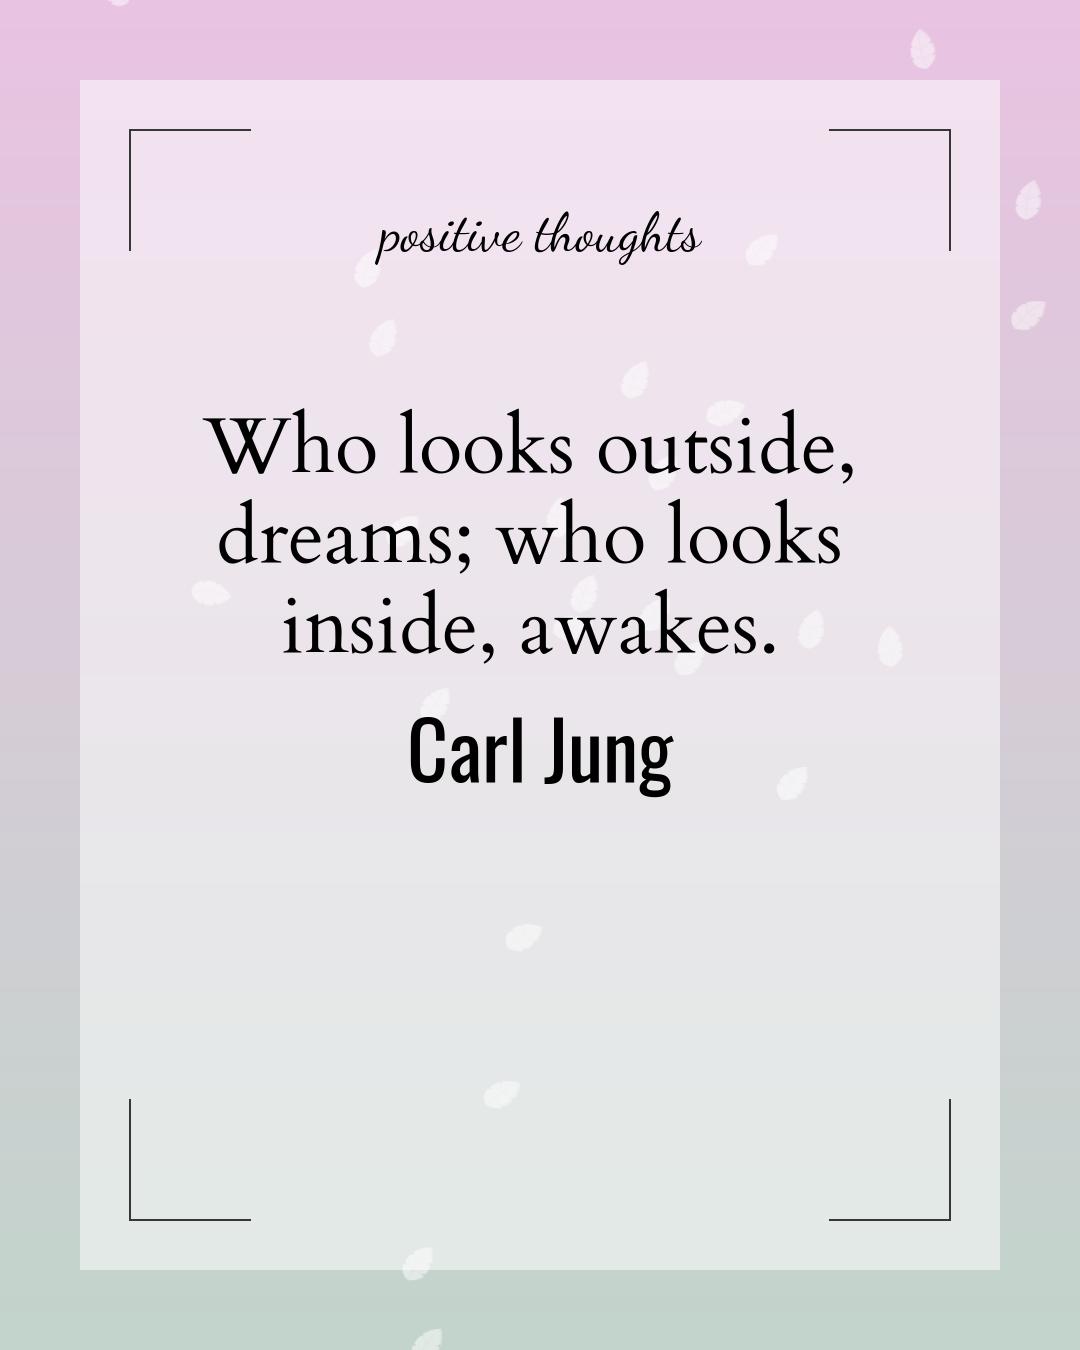 positive thoughts
Who looks outside,
dreams; who looks
inside, awakes.
Carl Jung